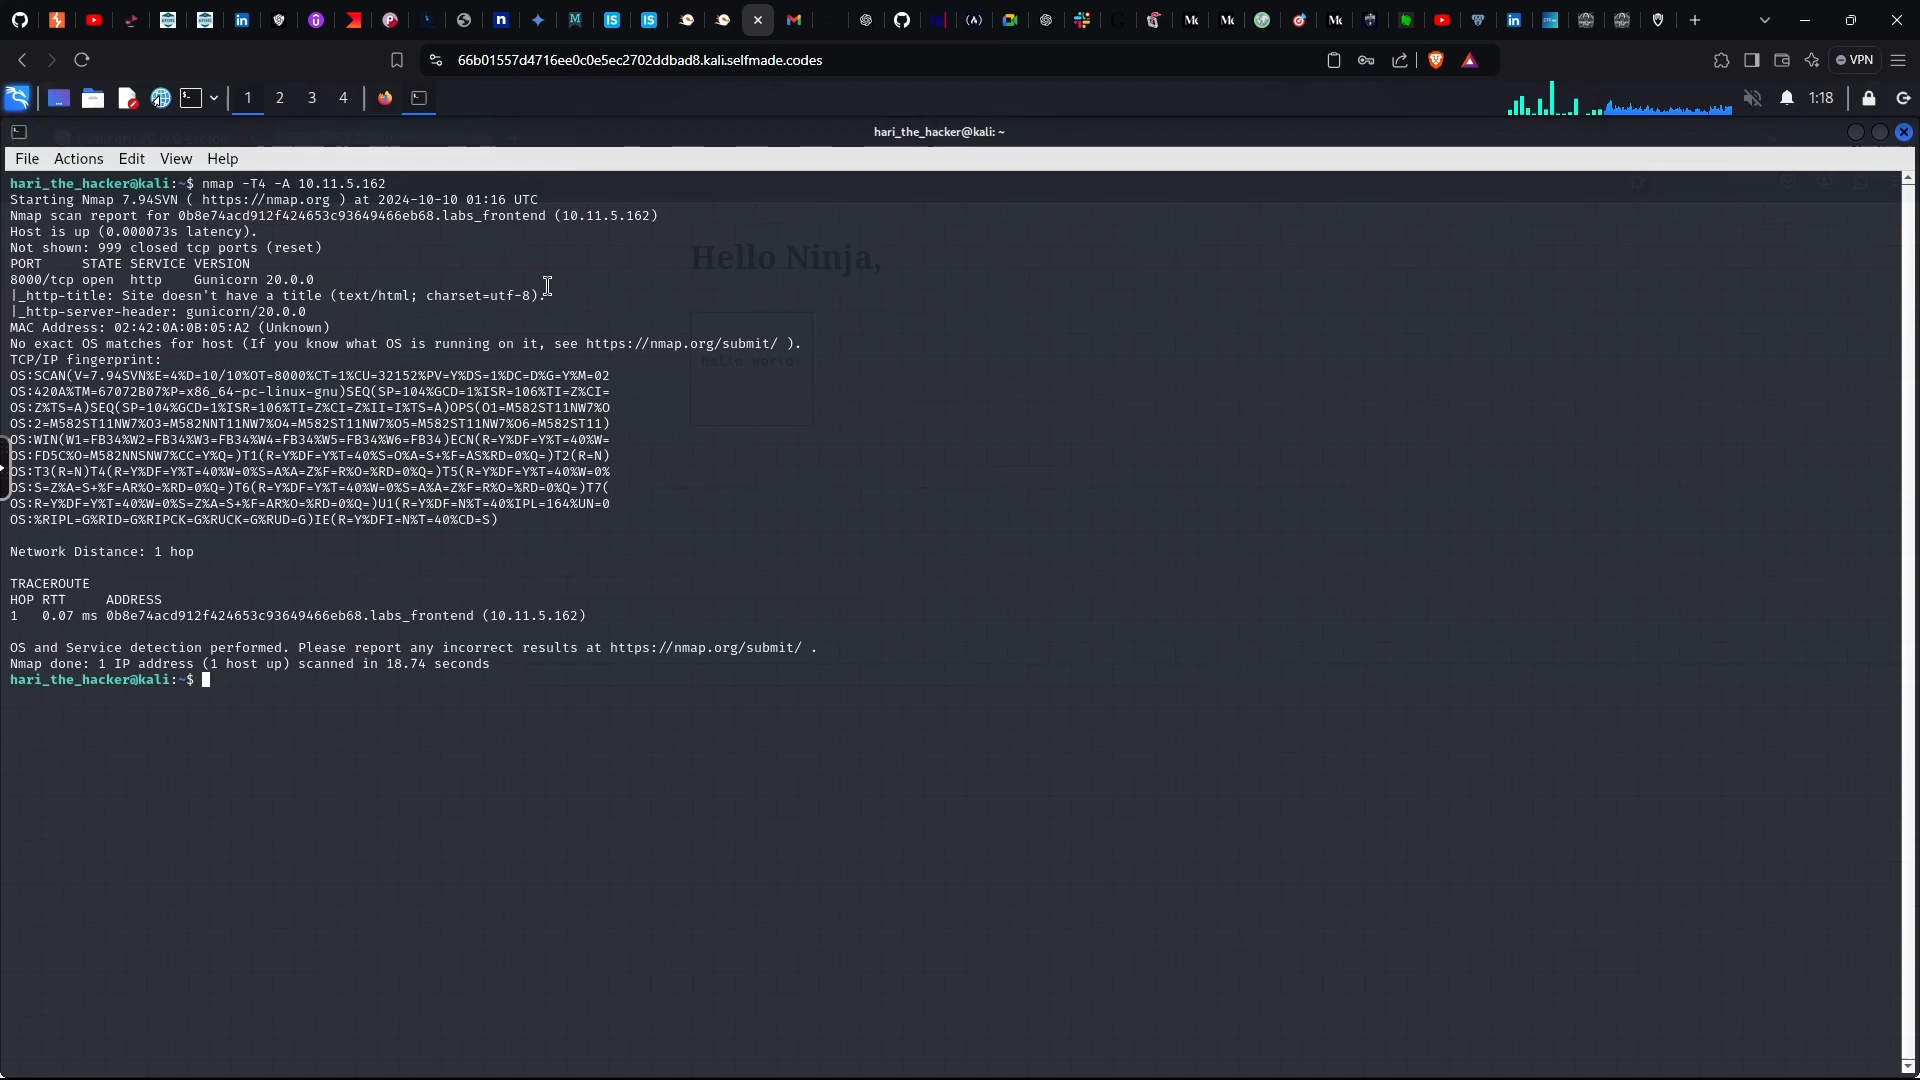 66b01557d4716ee0c0e5ec2702ddbad8.kali.selfmade.codes
VPN
1 2 3 4
1:18
hari_the_hacker@kali: ~
File Actions Edit View Help
hari_the_hacker@kali:~$ nmap -T4 -A 10.11.5.162
Starting Nmap 7.94SVN ( https://nmap.org ) at 2024-10-10 01:16 UTC
Nmap scan report for 0b8e74acd912f424653c93649466eb68.labs_frontend (10.11.5.162)
Host is up (0.000073s latency).
Not shown: 999 closed tcp ports (reset)
PORT     STATE SERVICE VERSION
8000/tcp open  http    Gunicorn 20.0.0
|_http-title: Site doesn't have a title (text/html; charset=utf-8).
|_http-server-header: gunicorn/20.0.0
MAC Address: 02:42:0A:0B:05:A2 (Unknown)
No exact OS matches for host (If you know what OS is running on it, see https://nmap.org/submit/ ).
TCP/IP fingerprint:
OS:SCAN(V=7.94SVN%E=4%D=10/10%OT=8000%CT=1%CU=32152%PV=Y%DS=1%DC=D%G=Y%M=02
OS:420A%TM=67072B07%P=x86_64-pc-linux-gnu)SEQ(SP=104%GCD=1%ISR=106%TI=Z%CI=
OS:Z%TS=A)SEQ(SP=104%GCD=1%ISR=106%TI=Z%CI=Z%II=I%TS=A)OPS(O1=M582ST11NW7%O
OS:2=M582ST11NW7%O3=M582NNT11NW7%O4=M582ST11NW7%O5=M582ST11NW7%O6=M582ST11)
OS:WIN(W1=FB34%W2=FB34%W3=FB34%W4=FB34%W5=FB34%W6=FB34)ECN(R=Y%DF=Y%T=40%W=
OS:FD5C%O=M582NNSNW7%CC=Y%Q=)T1(R=Y%DF=Y%T=40%S=O%A=S+%F=AS%RD=0%Q=)T2(R=N)
OS:T3(R=N)T4(R=Y%DF=Y%T=40%W=0%S=A%A=Z%F=R%O=%RD=0%Q=)T5(R=Y%DF=Y%T=40%W=0%
OS:S=Z%A=S+%F=AR%O=%RD=0%Q=)T6(R=Y%DF=Y%T=40%W=0%S=A%A=Z%F=R%O=%RD=0%Q=)T7(
OS:R=Y%DF=Y%T=40%W=0%S=Z%A=S+%F=AR%O=%RD=0%Q=)U1(R=Y%DF=N%T=40%IPL=164%UN=0
OS:%RIPL=G%RID=G%RIPCK=G%RUCK=G%RUD=G)IE(R=Y%DFI=N%T=40%CD=S)
Network Distance: 1 hop
TRACEROUTE
HOP RTT     ADDRESS
1   0.07 ms 0b8e74acd912f424653c93649466eb68.labs_frontend (10.11.5.162)
OS and Service detection performed. Please report any incorrect results at https://nmap.org/submit/ .
Nmap done: 1 IP address (1 host up) scanned in 18.74 seconds
hari_the_hacker@kali:~$
Hello Ninja,
Hello World!